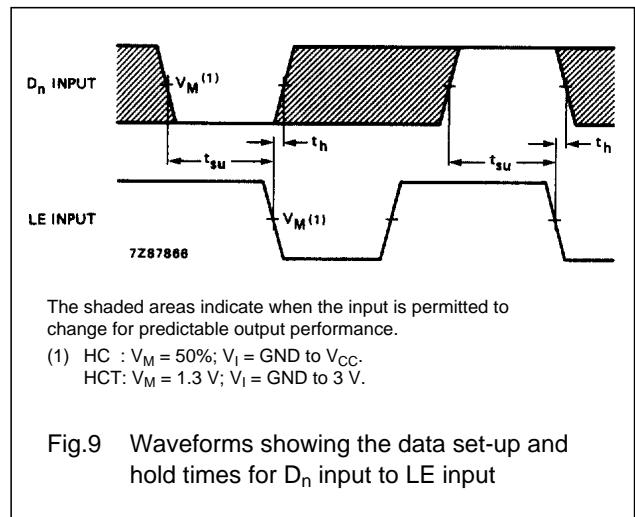 Dn INPUT
VM(1)
th
th
tsu
tsu
LE INPUT
VM(1)
7Z87866
The shaded areas indicate when the input is permitted to
change for predictable output performance.
(1) HC : VM = 50%; VI = GND to VCC.
HCT: VM = 1.3 V; VI = GND to 3 V.
Fig.9 Waveforms showing the data set-up and
hold times for Dn input to LE input